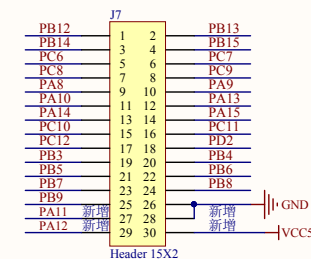 J7
PB12 1 2 PB13
PB14 3 4 PB15
PC6 5 6 PC7
PC8 7 8 PC9
PA8 9 10 PA9
PA10 11 12 PA13
PA14 13 14 PA15
PC10 15 16 PC11
PC12 17 18 PD2
PB3 19 20 PB4
PB5 21 22 PB6
PB7 23 24 PB8
PB9 25 26 GND
PA11 新增 27 28 新增
PA12 新增 29 30 新增 VCC5
Header 15X2